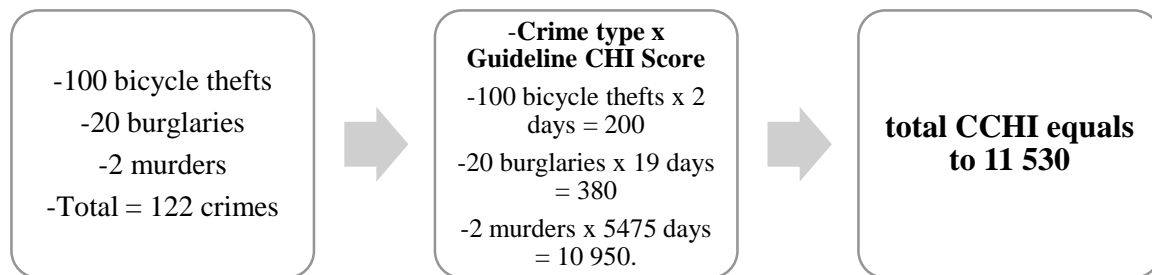 -100 bicycle thefts
-20 burglaries
-2 murders
-Total = 122 crimes
-Crime type x
Guideline CHI Score
-100 bicycle thefts x 2
days = 200
-20 burglaries x 19 days
= 380
-2 murders x 5475 days
= 10 950.
total CCHI equals
to 11 530